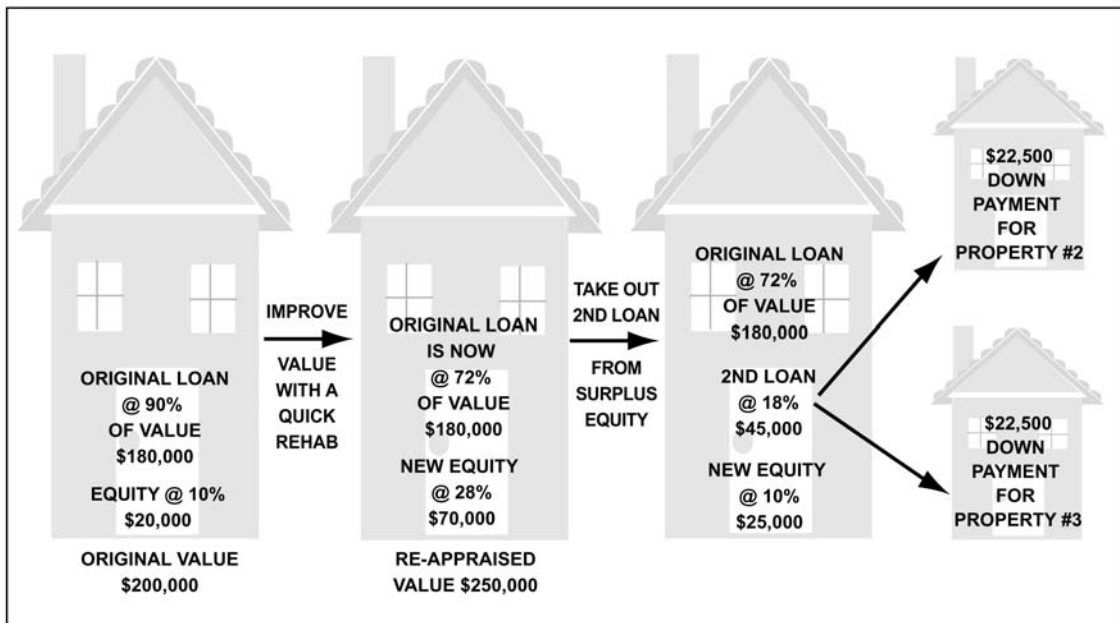 ORIGINAL LOAN
@ 90%
OF VALUE
$180,000
EQUITY @ 10%
$20,000
ORIGINAL VALUE
$200,000
IMPROVE
VALUE
WITH A
QUICK
REHAB
ORIGINAL LOAN
IS NOW
@ 72%
OF VALUE
$180,000
NEW EQUITY
@ 28%
$70,000
RE-APPRAISED
VALUE $250,000
TAKE OUT
2ND LOAN
FROM
SURPLUS
EQUITY
ORIGINAL LOAN
@ 72%
OF VALUE
$180,000
2ND LOAN
@ 18%
$45,000
NEW EQUITY
@ 10%
$25,000
$22,500
DOWN
PAYMENT
FOR
PROPERTY #2
$22,500
DOWN
PAYMENT
FOR
PROPERTY #3